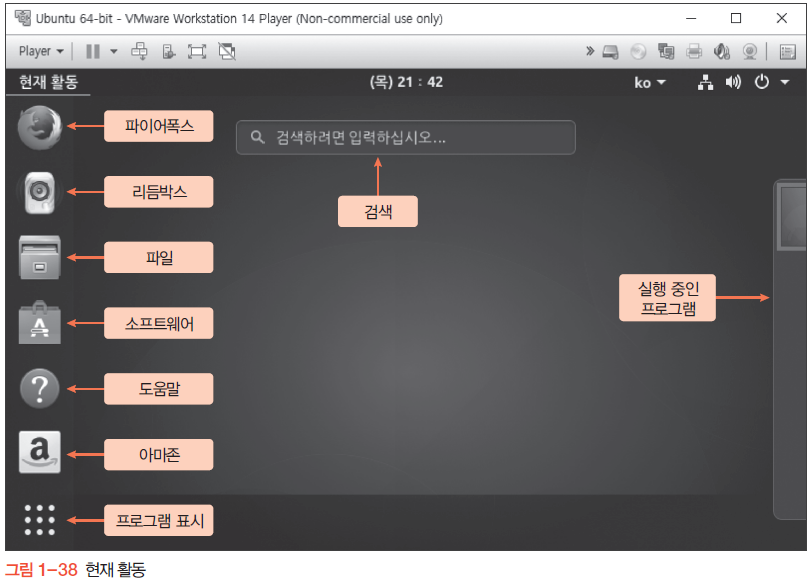 Ubuntu 64-bit - VMware Workstation 14 Player (Non-commercial use only)
Player
현재 활동
(목) 21 : 42
ko
파이어폭스
검색하려면 입력하십시오...
리듬박스
검색
파일
실행 중인
프로그램
소프트웨어
도움말
a
아마존
프로그램 표시
그림 1-38 현재 활동